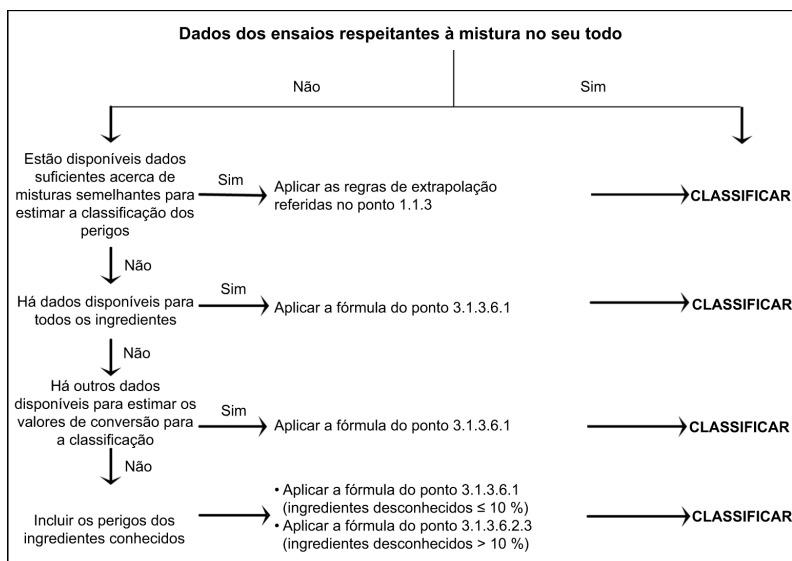 Dados dos ensaios respeitantes à mistura no seu todo
Não
Sim
Estão disponíveis dados
suficientes acerca de
misturas semelhantes para
estimar a classificação dos
perigos
Sim
Aplicar as regras de extrapolação
referidas no ponto 1.1.3
CLASSIFICAR
Não
Há dados disponíveis para
todos os ingredientes
Sim
Aplicar a fórmula do ponto 3.1.3.6.1
CLASSIFICAR
Não
Há outros dados
disponíveis para estimar os
valores de conversão para
a classificação
Sim
Aplicar a fórmula do ponto 3.1.3.6.1
CLASSIFICAR
Não
Incluir os perigos dos
ingredientes conhecidos
• Aplicar a fórmula do ponto 3.1.3.6.1
(ingredientes desconhecidos ≤ 10 %)
• Aplicar a fórmula do ponto 3.1.3.6.2.3
(ingredientes desconhecidos > 10 %)
CLASSIFICAR